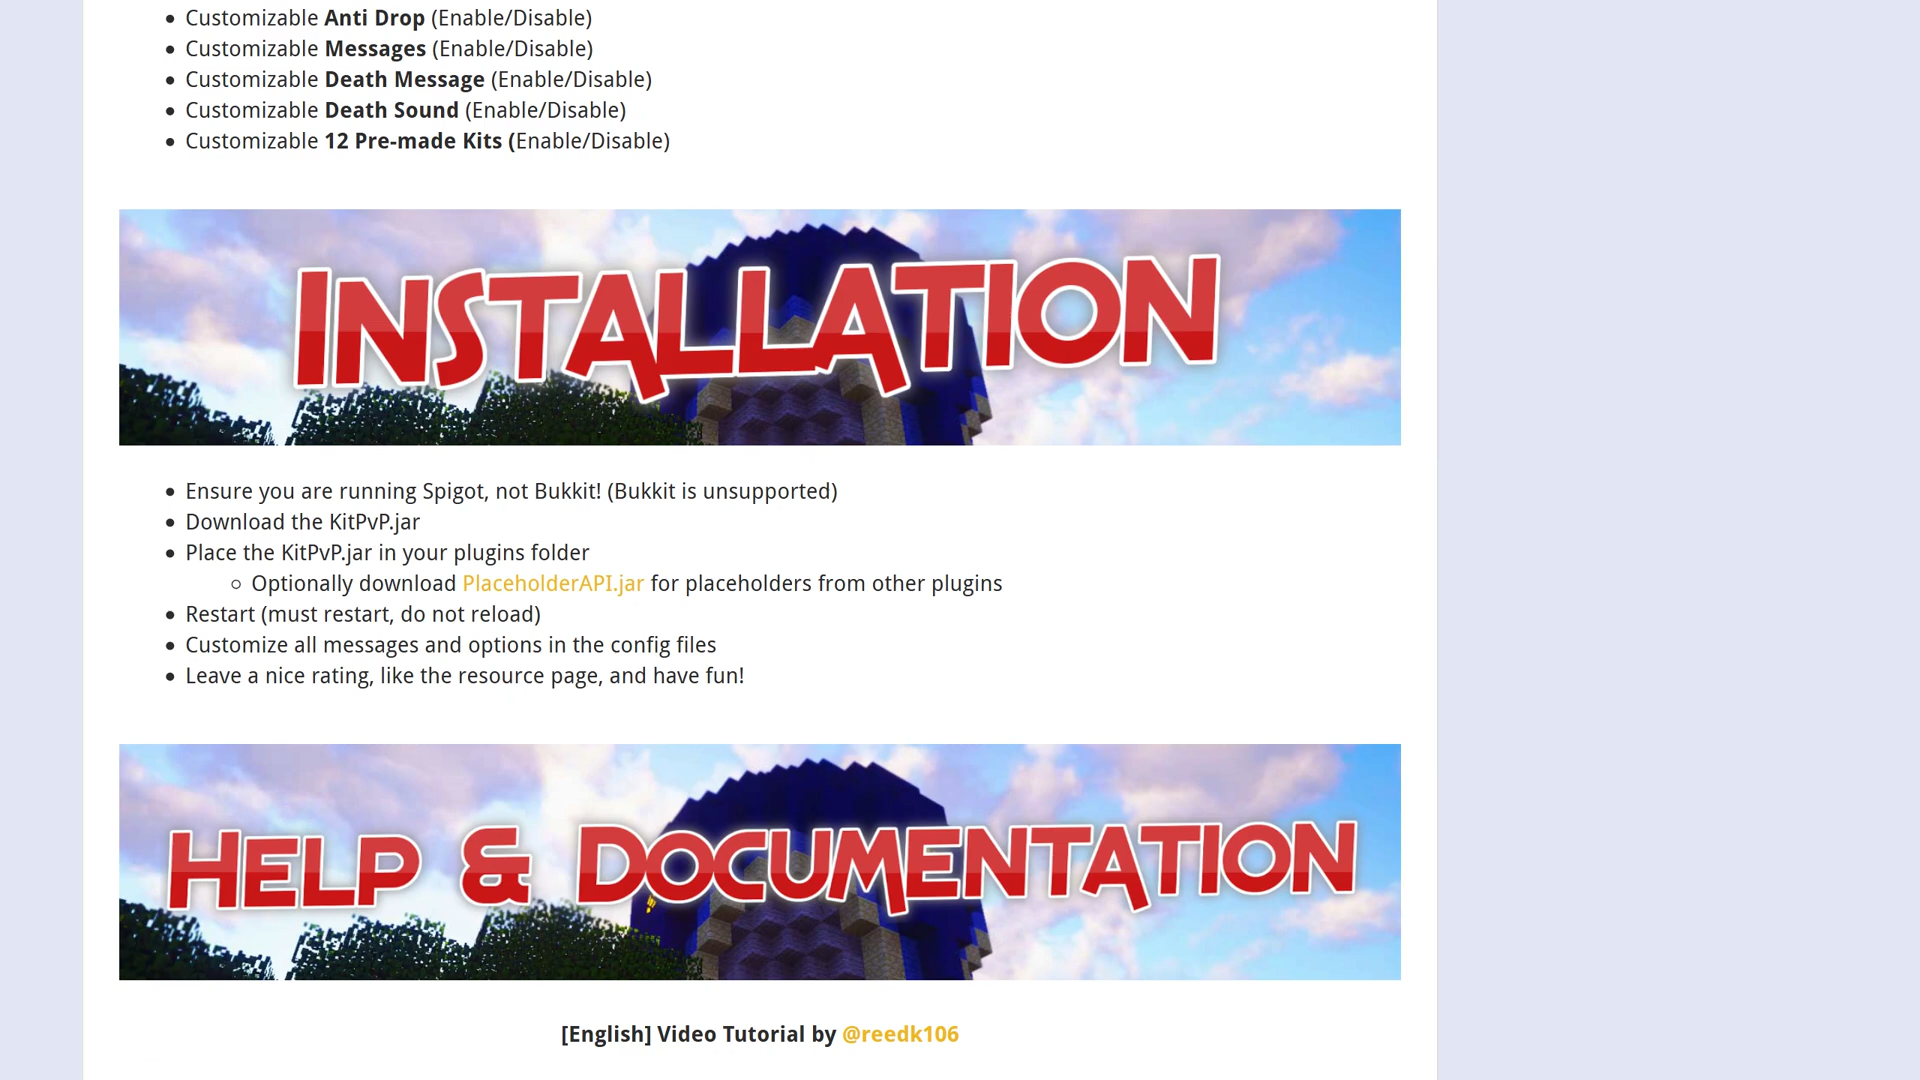 Customizable Anti Drop (Enable/Disable)
Customizable Messages (Enable/Disable)
Customizable Death Message (Enable/Disable)
Customizable Death Sound (Enable/Disable)
Customizable 12 Pre-made Kits (Enable/Disable)
INSTALLATION
Ensure you are running Spigot, not Bukkit! (Bukkit is unsupported)
Download the KitPvP.jar
Place the KitPvP.jar in your plugins folder
Optionally download PlaceholderAPI.jar for placeholders from other plugins
Restart (must restart, do not reload)
Customize all messages and options in the config files
Leave a nice rating, like the resource page, and have fun!
HELP & DOCUMENTATION
[English] Video Tutorial by @reedk106